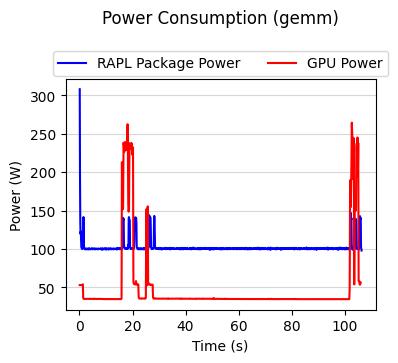 Power Consumption (gemm)
RAPL Package Power GPU Power
300
250
200
150
100
50
Power (W)
0 20 40 60 80 100
Time (s)